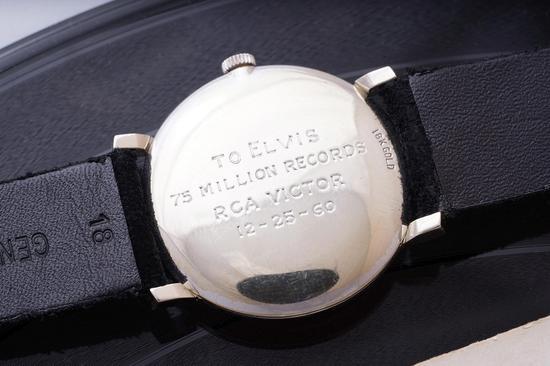 TO ELVIS
75 MILLION RECORDS
RCA VICTOR
12-25-60
18K GOLD
18
GEN